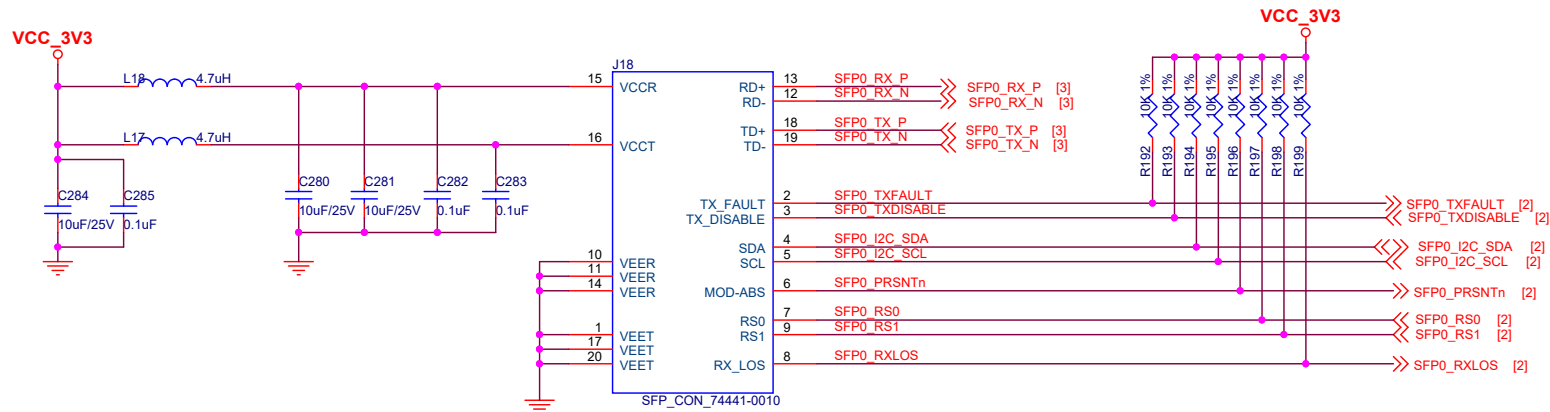 VCC_3V3
VCC_3V3
L18 4.7uH
L17 4.7uH
C284
10uF/25V
C285
0.1uF
C280
10uF/25V
C281
10uF/25V
C282
0.1uF
C283
0.1uF
J18
15 VCCR
16 VCCT
10 VEER
11 VEER
14 VEER
1 VEET
17 VEET
20 VEET
RD+ 13 SFP0_RX_P SFP0_RX_P [3]
RD- 12 SFP0_RX_N SFP0_RX_N [3]
TD+ 18 SFP0_TX_P SFP0_TX_P [3]
TD- 19 SFP0_TX_N SFP0_TX_N [3]
TX_FAULT 2 SFP0_TXFAULT SFP0_TXFAULT [2]
TX_DISABLE 3 SFP0_TXDISABLE SFP0_TXDISABLE [2]
SDA 4 SFP0_I2C_SDA SFP0_I2C_SDA [2]
SCL 5 SFP0_I2C_SCL SFP0_I2C_SCL [2]
MOD-ABS 6 SFP0_PRSNTn SFP0_PRSNTn [2]
RS0 7 SFP0_RS0 SFP0_RS0 [2]
RS1 9 SFP0_RS1 SFP0_RS1 [2]
RX_LOS 8 SFP0_RXLOS SFP0_RXLOS [2]
SFP_CON_74441-0010
R192 10K 1%
R193 10K 1%
R194 10K 1%
R195 10K 1%
R196 10K 1%
R197 10K 1%
R198 10K 1%
R199 10K 1%